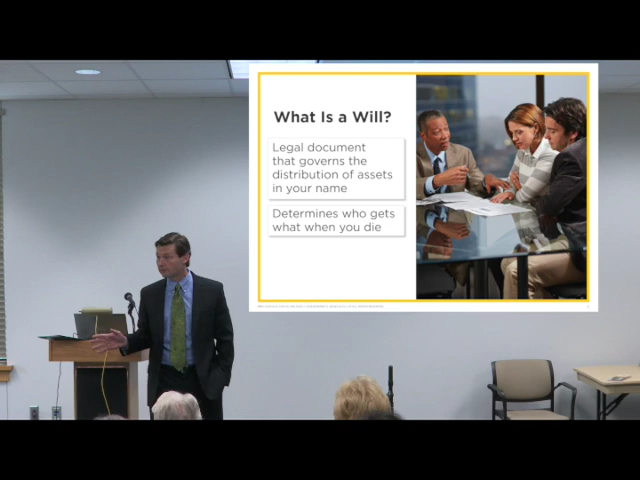 What Is a Will?
Legal document
that governs the
distribution of assets
in your name
Determines who gets
what when you die